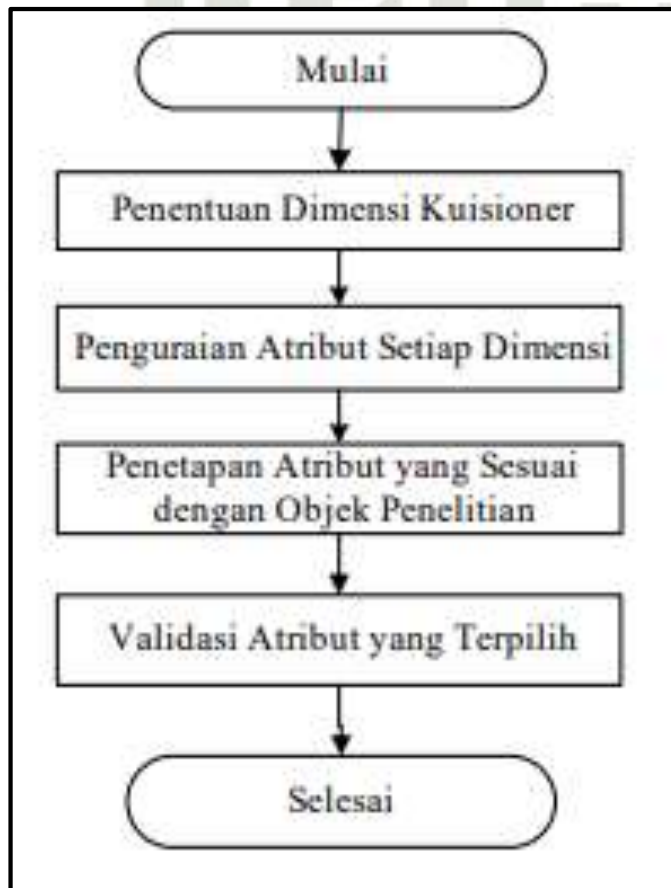 Mulai
Penentuan Dimensi Kuisioner
Penguraian Atribut Setiap Dimensi
Penetapan Atribut yang Sesuai
dengan Objek Penelitian
Validasi Atribut yang Terpilih
Selesai